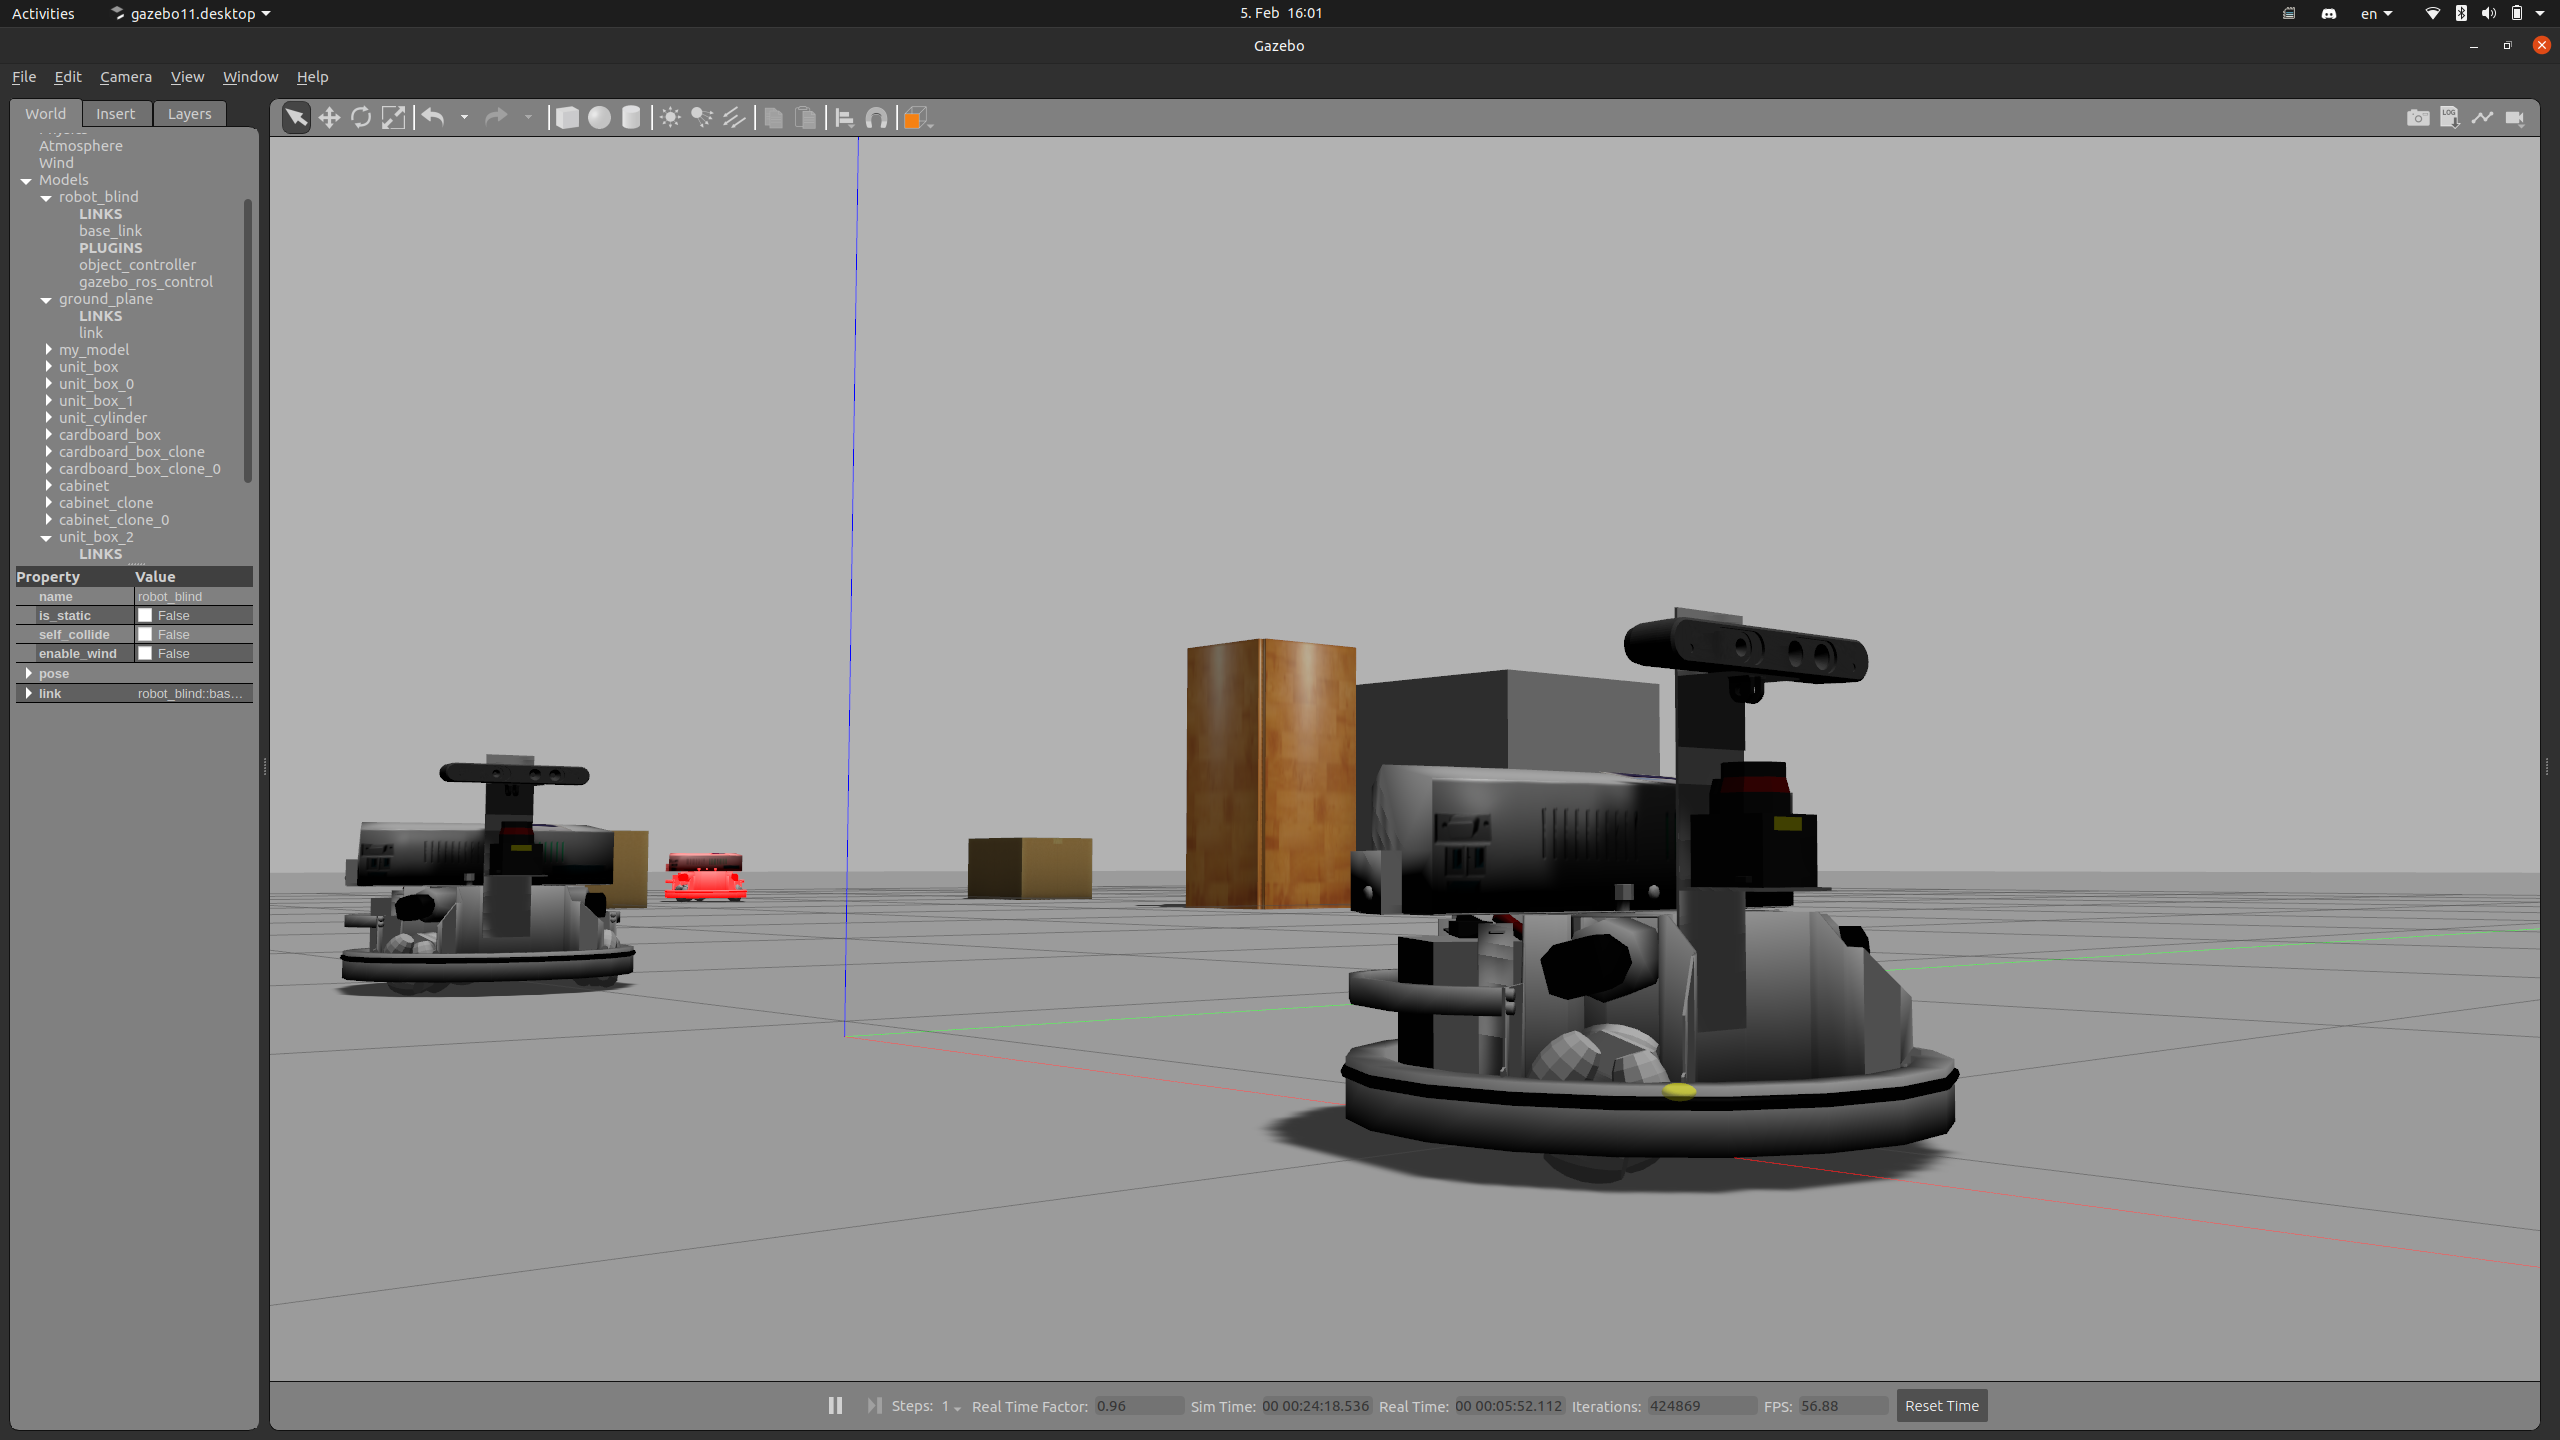 Activities gazebo11.desktop 5. Feb 16:01 en
Gazebo
File Edit Camera View Window Help
World Insert Layers
Physics
Atmosphere
Wind
Models
robot_blind
LINKS
base_link
PLUGINS
object_controller
gazebo_ros_control
ground_plane
LINKS
link
my_model
unit_box
unit_box_0
unit_box_1
unit_cylinder
cardboard_box
cardboard_box_clone
cardboard_box_clone_0
cabinet
cabinet_clone
cabinet_clone_0
unit_box_2
LINKS
Property Value
name robot_blind
is_static False
self_collide False
enable_wind False
pose
link robot_blind::bas...
LOG
Steps: 1 Real Time Factor: 0.96 Sim Time: 00 00:24:18.536 Real Time: 00 00:05:52.112 Iterations: 424869 FPS: 56.88 Reset Time